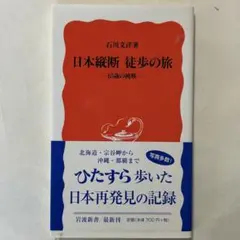 石川文洋著
日本縦断 徒歩の旅
―65歳の挑戦―
北海道・宗谷岬から
沖縄・那覇まで
写真多数!
ひたすら歩いた
日本再発見の記録
岩波新書/最新刊